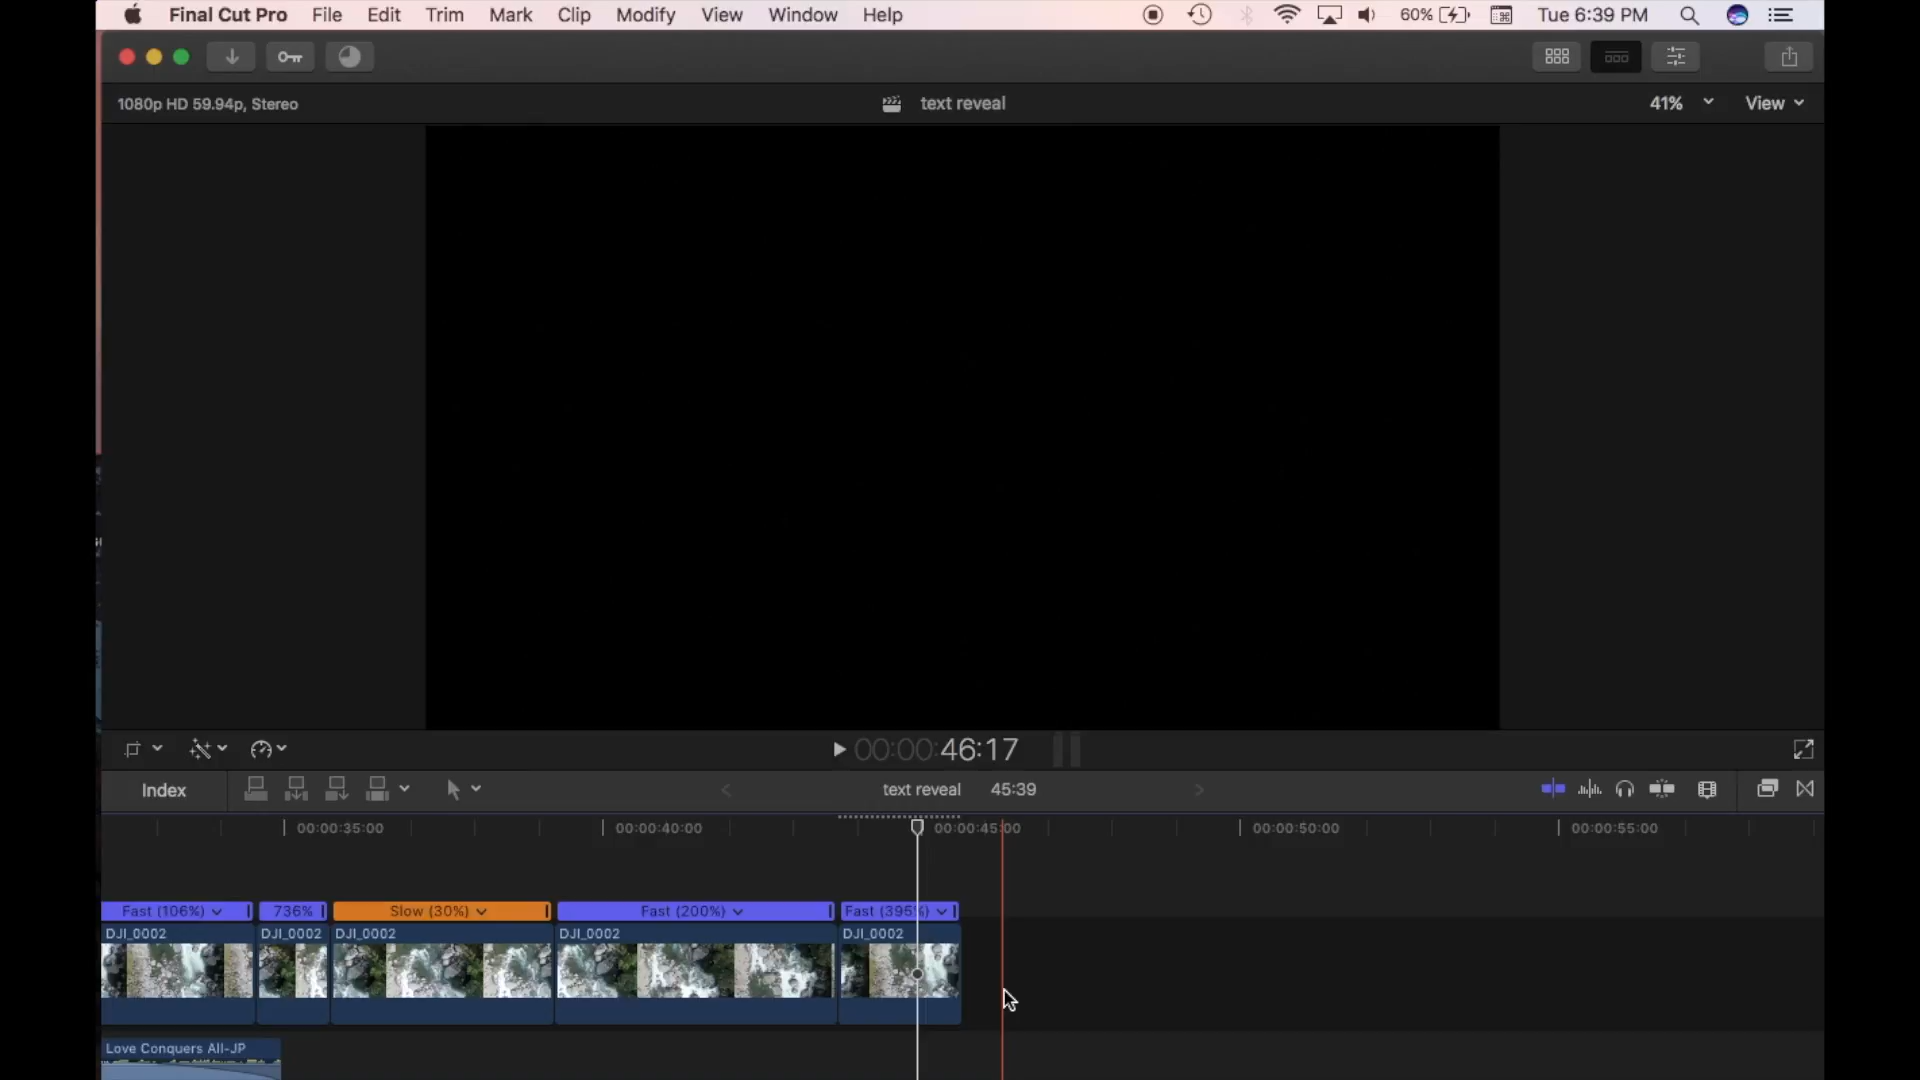 Final Cut Pro File Edit Trim Mark Clip Modify View Window Help 60% Tue 6:39 PM
1080p HD 59.94p, Stereo text reveal 41% View
00:00:46:17
Index text reveal 45:39
00:00:35:00 00:00:40:00 00:00:45:00 00:00:50:00 00:00:55:00
Fast (106%) 736% Slow (30%) Fast (200%) Fast (395%)
DJI_0002 DJI_0002 DJI_0002 DJI_0002 DJI_0002
Love Conquers All-JP